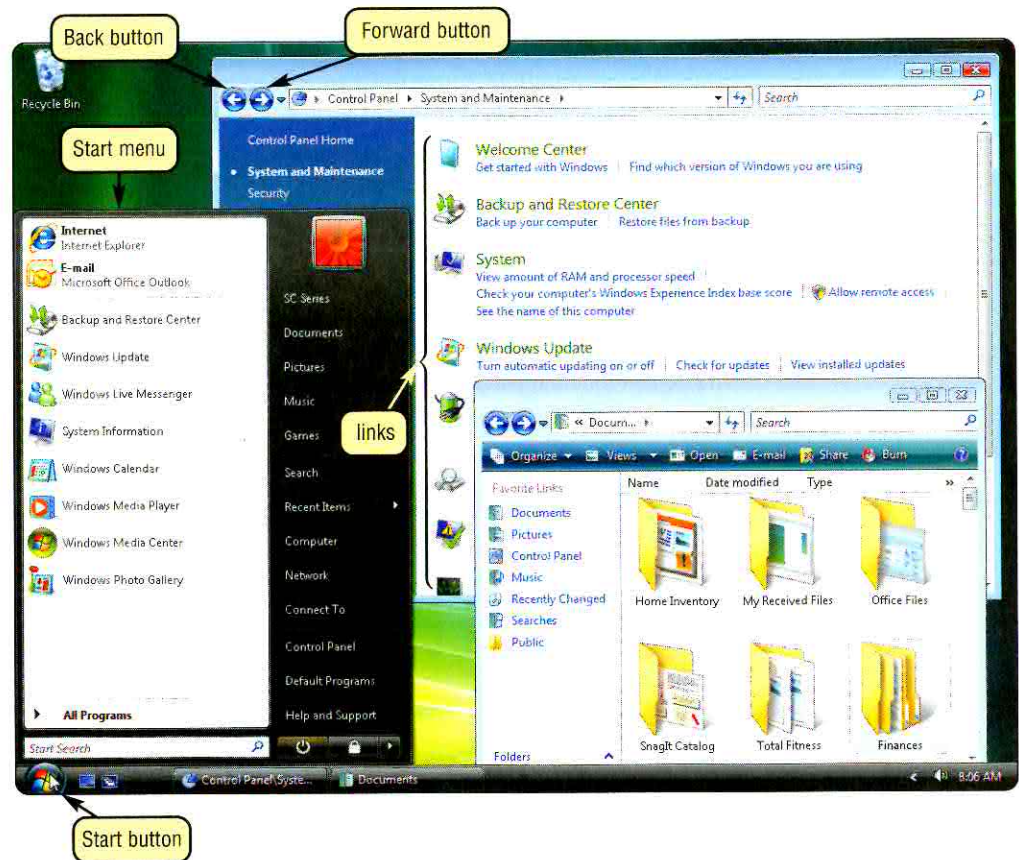 Back button
Forward button
Recycle Bin
Control Panel
System and Maintenance
Search
Start menu
Control Panel Home
System and Maintenance
Security
Welcome Center
Get started with Windows
Find which version of Windows you are using
Backup and Restore Center
Back up your computer
Restore files from backup
System
View amount of RAM and processor speed
Check your computer's Windows Experience Index base score
Allow remote access
See the name of this computer
Windows Update
Turn automatic updating on or off
Check for updates
View installed updates
links
Internet
Internet Explorer
E-mail
Microsoft Office Outlook
Backup and Restore Center
Windows Update
Windows Live Messenger
System Information
Windows Calendar
Windows Media Player
Windows Media Center
Windows Photo Gallery
All Programs
Start Search
SC Series
Documents
Pictures
Music
Games
Search
Recent Items
Computer
Network
Connect To
Control Panel
Default Programs
Help and Support
« Docum...
Search
Organize
Views
Open
E-mail
Share
Burn
Favorite Links
Documents
Pictures
Control Panel
Music
Recently Changed
Searches
Public
Folders
Name Date modified Type »
Home Inventory
My Received Files
Office Files
SnagIt Catalog
Total Fitness
Finances
Control Panel\Syste...
Documents
8:06 AM
Start button